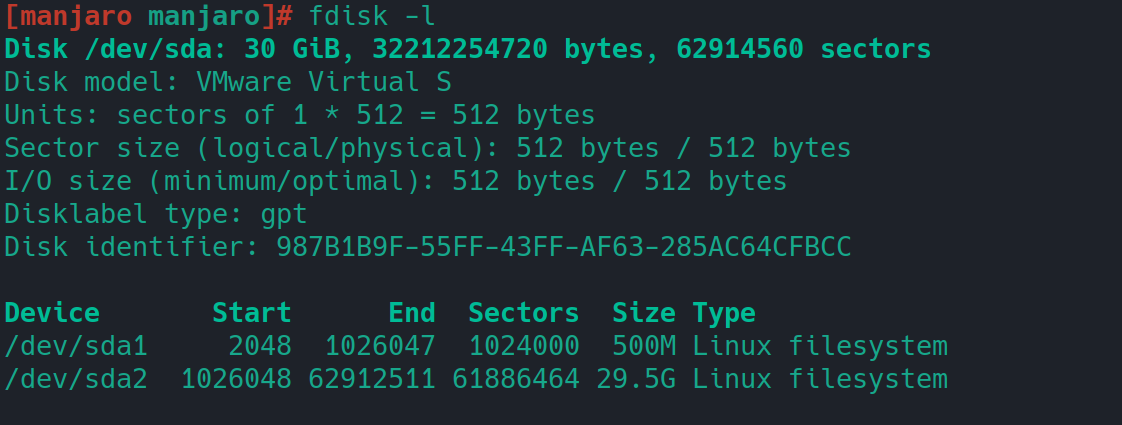 [manjaro manjaro]# fdisk -l
Disk /dev/sda: 30 GiB, 32212254720 bytes, 62914560 sectors
Disk model: VMware Virtual S
Units: sectors of 1 * 512 = 512 bytes
Sector size (logical/physical): 512 bytes / 512 bytes
I/O size (minimum/optimal): 512 bytes / 512 bytes
Disklabel type: gpt
Disk identifier: 987B1B9F-55FF-43FF-AF63-285AC64CFBCC

Device       Start      End  Sectors  Size Type
/dev/sda1     2048  1026047  1024000  500M Linux filesystem
/dev/sda2  1026048 62912511 61886464 29.5G Linux filesystem